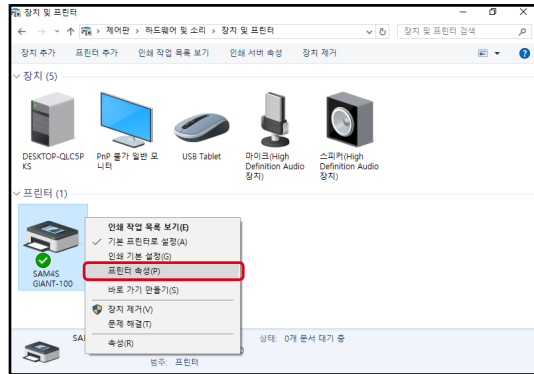 장치 및 프린터
제어판 › 하드웨어 및 소리 › 장치 및 프린터
장치 및 프린터 검색
장치 추가 프린터 추가 인쇄 작업 목록 보기 인쇄 서버 속성 장치 제거
장치 (5)
DESKTOP-QLC5P
KS
PnP 불가 일반 모
니터
USB Tablet
마이크(High
Definition Audio
장치)
스피커(High
Definition Audio
장치)
프린터 (1)
SAM4S
GIANT-100
인쇄 작업 목록 보기(E)
기본 프린터로 설정(A)
인쇄 기본 설정(G)
프린터 속성(P)
바로 가기 만들기(S)
장치 제거(V)
문제 해결(T)
속성(R)
상태: 0개 문서 대기 중
범주: 프린터